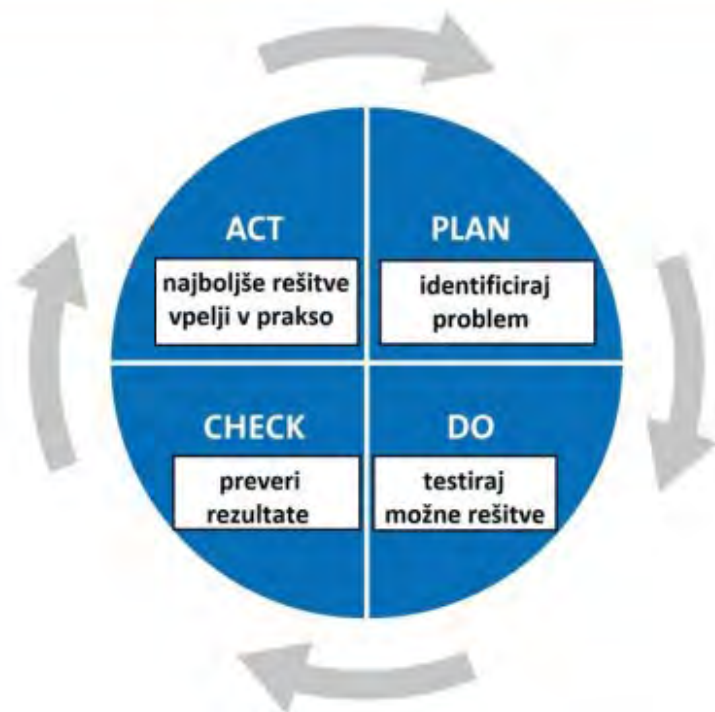 ACT
najboljše rešitve
vpelji v prakso
PLAN
identificiraj
problem
CHECK
preveri
rezultate
DO
testiraj
možne rešitve